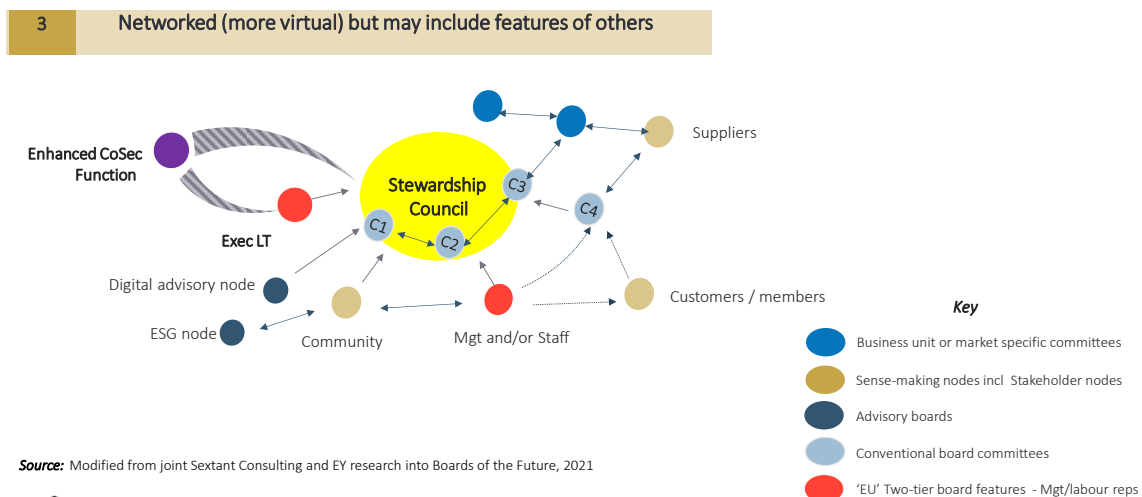 3
Networked (more virtual) but may include features of others
Suppliers
Enhanced CoSec
Function
Stewardship
Council
C3
C4
C1
C2
Exec LT
Digital advisory node
Customers / members
ESG node
Community
Mgt and/or Staff
Key
Business unit or market specific committees
Sense-making nodes incl Stakeholder nodes
Advisory boards
Conventional board committees
‘EU’ Two-tier board features - Mgt/labour reps
Source: Modified from joint Sextant Consulting and EY research into Boards of the Future, 2021